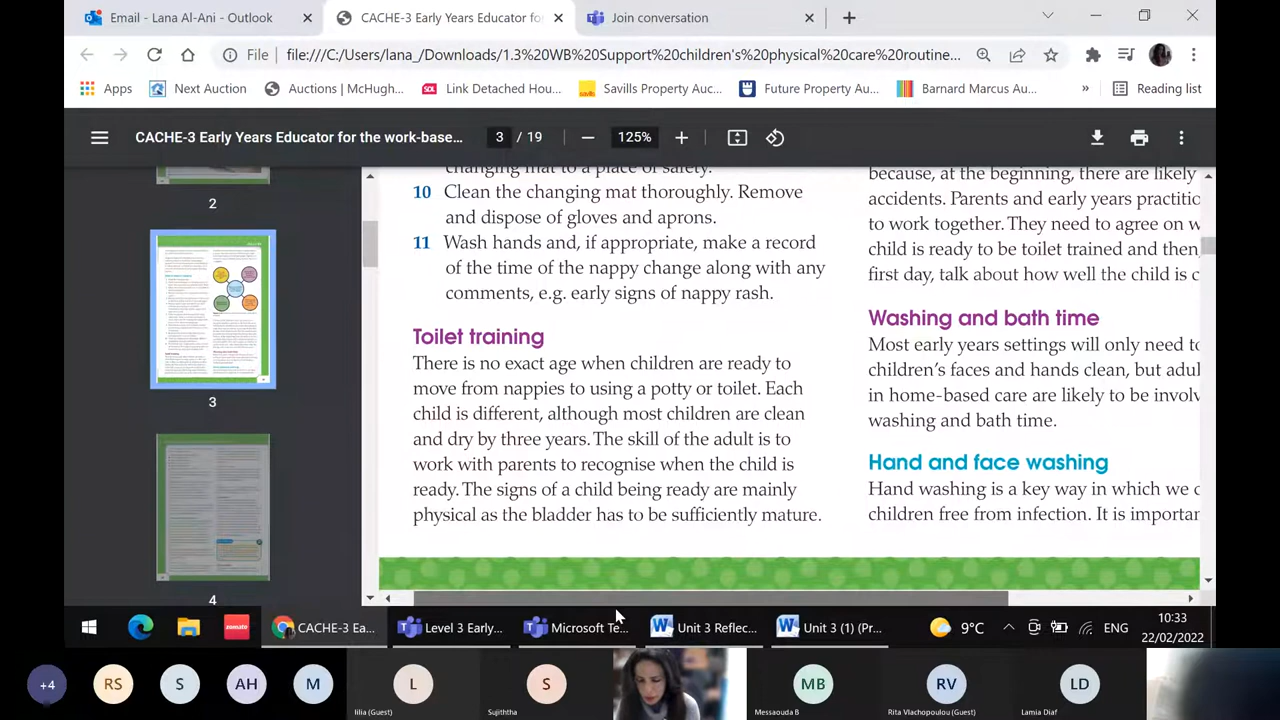 Email - Lana Al-Ani - Outlook
CACHE-3 Early Years Educator fo
Join conversation
File
file:///C:/Users/lana_/Downloads/1.3%20WB%20Support%20children's%20physical%20care%20routine...
Apps
Next Auction
Auctions | McHugh...
Link Detached Hou...
Savills Property Auc...
Future Property Au...
Barnard Marcus Au...
»
Reading list
CACHE-3 Early Years Educator for the work-base...
3 / 19
125%
2
3
4
changing mat to a place of safety.
10 Clean the changing mat thoroughly. Remove
and dispose of gloves and aprons.
11 Wash hands and, if appropriate, make a record
of the time of the nappy change along with any
comments, e.g. early signs of nappy rash.
Toilet training
There is no exact age when children are ready to
move from nappies to using a potty or toilet. Each
child is different, although most children are clean
and dry by three years. The skill of the adult is to
work with parents to recognise when the child is
ready. The signs of a child being ready are mainly
physical as the bladder has to be sufficiently mature.
because, at the beginning, there are likely
accidents. Parents and early years practitio
to work together. They need to agree on w
child is ready to be toilet trained and then,
first day, talk about how well the child is c
Washing and bath time
Most early years settings will only need to
children's faces and hands clean, but adul
in home-based care are likely to be involv
washing and bath time.
Hand and face washing
Hand washing is a key way in which we c
children free from infection. It is importan
zomato
CACHE-3 Ea...
Level 3 Early...
Microsoft Te...
Unit 3 Reflec...
Unit 3 (1) (Pr...
9°C
ENG
10:33
22/02/2022
+4
RS
S
AH
M
L
lilia (Guest)
S
Sujiththa
MB
Messaouda B
RV
Rita Vlachopoulou (Guest)
LD
Lamia Diaf